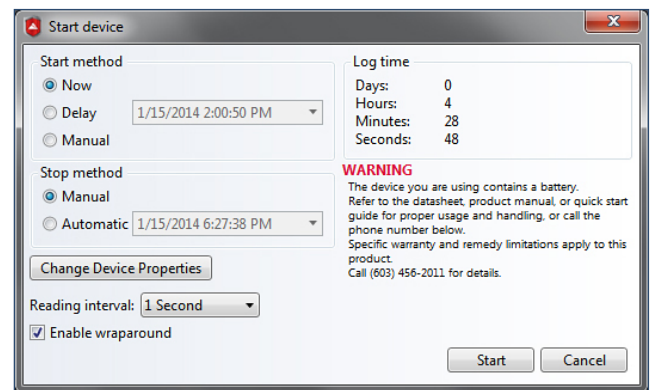 Start device
Start method
Now
Delay 1/15/2014 2:00:50 PM
Manual
Stop method
Manual
Automatic 1/15/2014 6:27:38 PM
Change Device Properties
Reading interval: 1 Second
Enable wraparound
Log time
Days: 0
Hours: 4
Minutes: 28
Seconds: 48
WARNING
The device you are using contains a battery.
Refer to the datasheet, product manual, or quick start
guide for proper usage and handling, or call the
phone number below.
Specific warranty and remedy limitations apply to this
product.
Call (603) 456-2011 for details.
Start Cancel